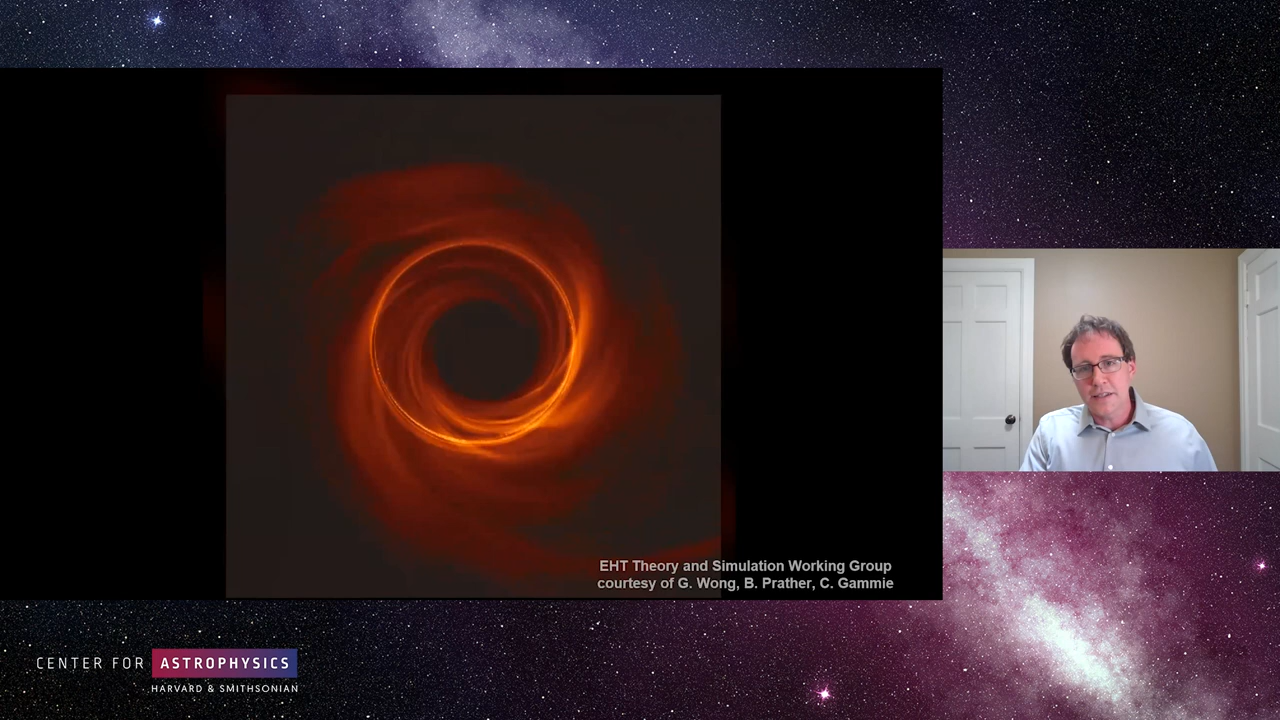 EHT Theory and Simulation Working Group
courtesy of G. Wong, B. Prather, C. Gammie
CENTER FOR ASTROPHYSICS
HARVARD & SMITHSONIAN